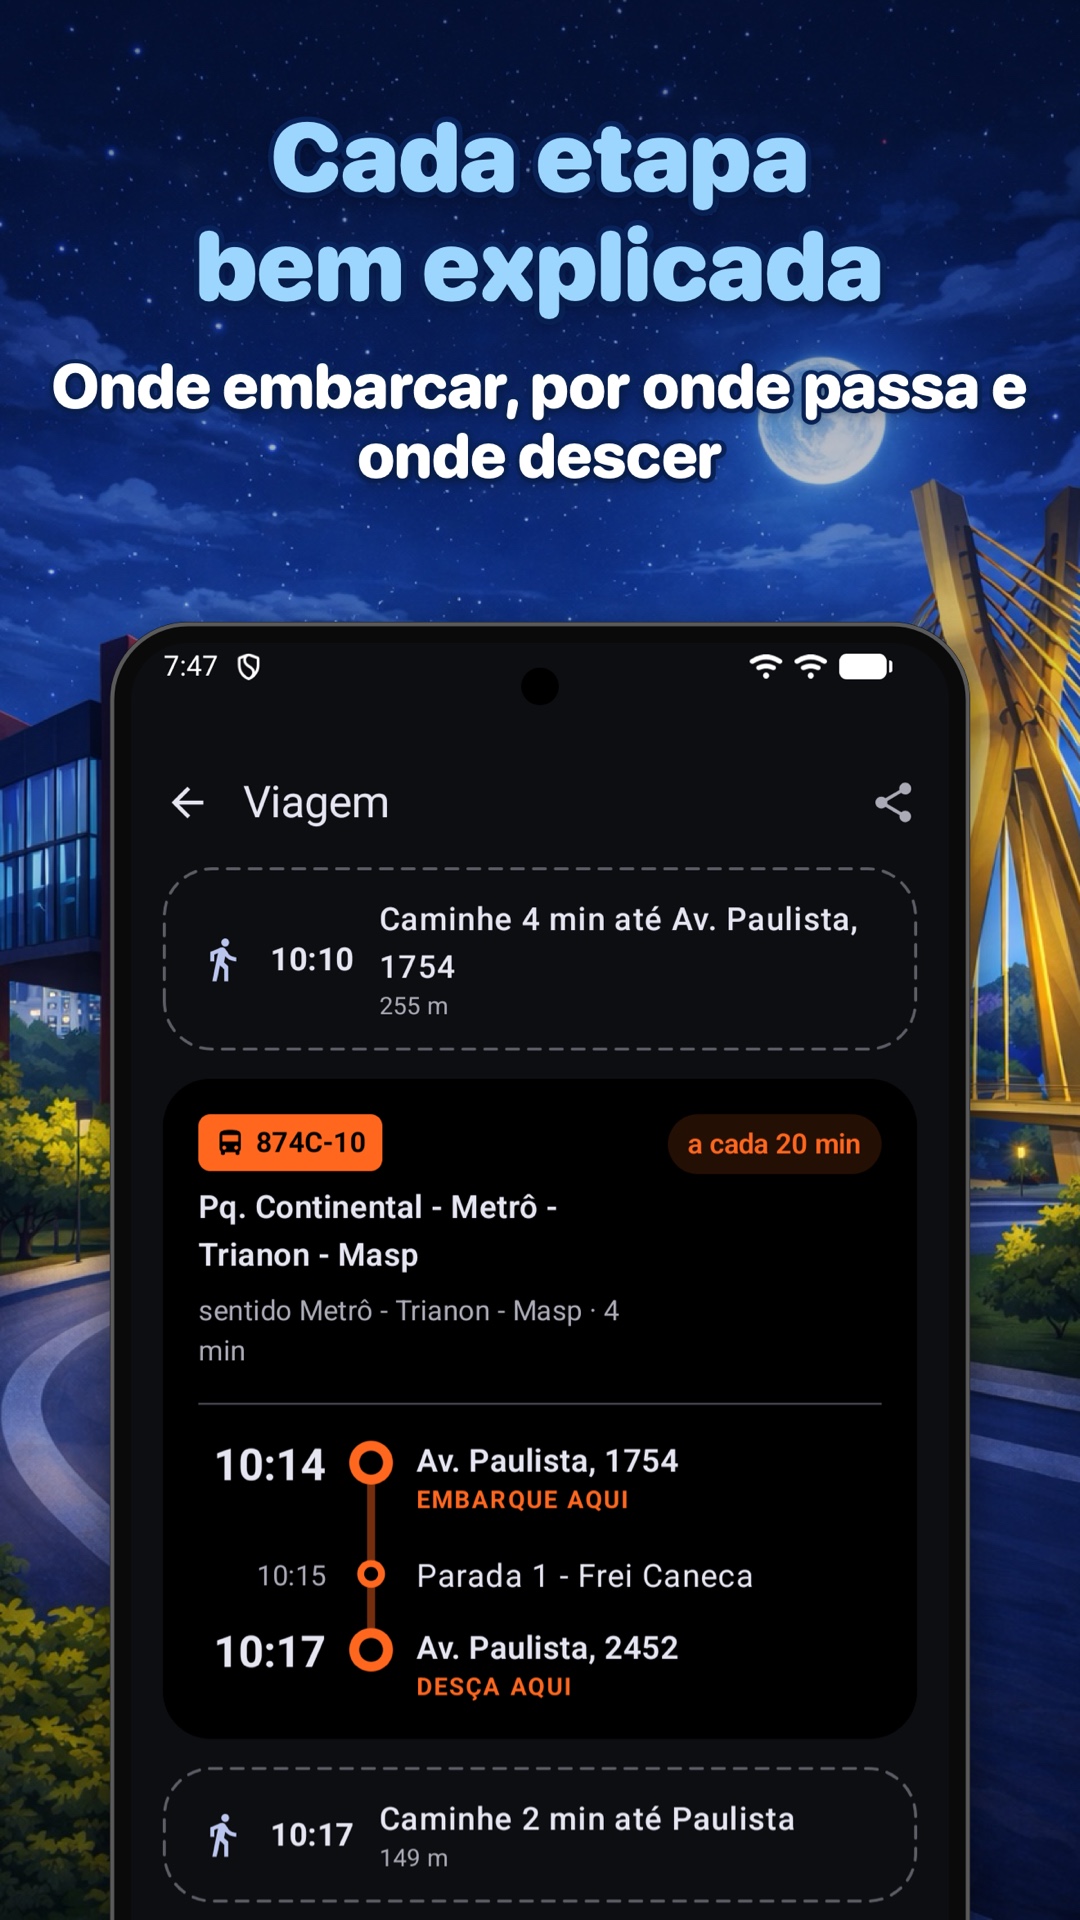 Cada etapa
bem explicada
Onde embarcar, por onde passa e
onde descer
7:47
Viagem
10:10
Caminhe 4 min até Av. Paulista,
1754
255 m
874C-10
a cada 20 min
Pq. Continental - Metrô -
Trianon - Masp
sentido Metrô - Trianon - Masp · 4
min
10:14
Av. Paulista, 1754
EMBARQUE AQUI
10:15
Parada 1 - Frei Caneca
10:17
Av. Paulista, 2452
DESÇA AQUI
10:17
Caminhe 2 min até Paulista
149 m